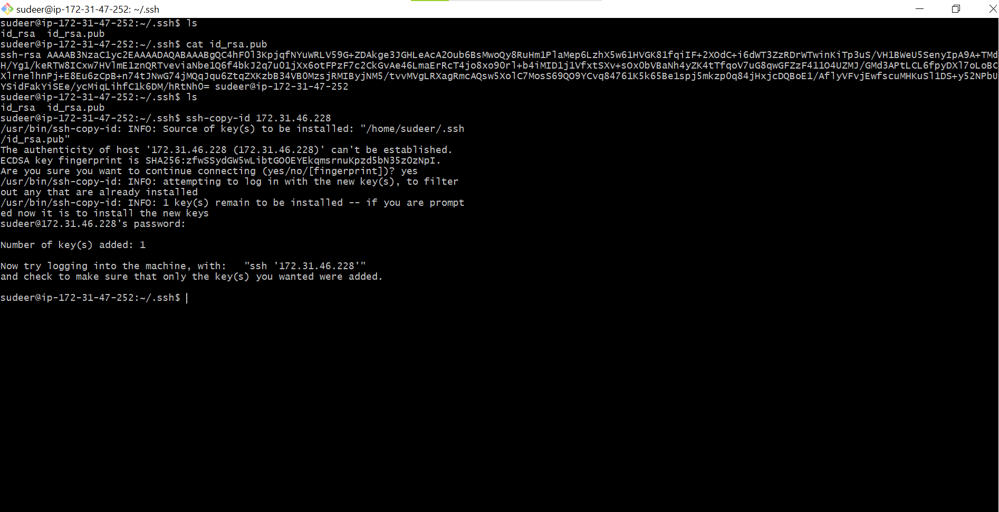 sudeer@ip-172-31-47-252: ~/.ssh
sudeer@ip-172-31-47-252:~/.ssh$ ls
id_rsa  id_rsa.pub
sudeer@ip-172-31-47-252:~/.ssh$ cat id_rsa.pub
ssh-rsa AAAAB3NzaC1yc2EAAAADAQABAAABgQC4hF0l3KpjqfNYuWRLV59G+ZDAkge3JGHLeAcA2Oub6BsMwoQy8RuHm1PlaMep6LzhX5w61HVGK81fqiIF+2XOdC+i6dWT3ZzRDrWTwinKiTp3uS/VH1BWeU5SenyIpA9A+TMd
H/Yg1/keRTW8ICxw7HVlmE1znQRTveviaNbe1Q6f4bkJ2q7u01jXx6otFPzF7c2CkGvAe46LmaErRcT4jo8xo9Orl+b4iMID1j1VfxtSXv+sOx0bVBaNh4yZK4tTfqoV7uG8qwGFZzF411O4UZMJ/GMd3APtLCL6fpyDXl7oLoBC
XlrnelhnPj+E8Eu6zCpB+n74tJNwG74jMQqJqu6ZtqZXKzbB34VB0MzsjRMIByjNM5/tvvMVgLRXagRmcAQsw5XolC7MosS69QO9YCvq84761K5k65Be1spj5mkzp0q84jHxjcDQBoE1/AflyVFvjEwfscuMHKuSl1DS+y52NPbU
YSidFakYiSEe/ycMiqLihfC1k6DM/hRtNh0= sudeer@ip-172-31-47-252
sudeer@ip-172-31-47-252:~/.ssh$ ls
id_rsa  id_rsa.pub
sudeer@ip-172-31-47-252:~/.ssh$ ssh-copy-id 172.31.46.228
/usr/bin/ssh-copy-id: INFO: Source of key(s) to be installed: "/home/sudeer/.ssh
/id_rsa.pub"
The authenticity of host '172.31.46.228 (172.31.46.228)' can't be established.
ECDSA key fingerprint is SHA256:zfwSSydGW5wLibtGOOEYEkqmsrnuKpzd5bN35z0zNpI.
Are you sure you want to continue connecting (yes/no/[fingerprint])? yes
/usr/bin/ssh-copy-id: INFO: attempting to log in with the new key(s), to filter
out any that are already installed
/usr/bin/ssh-copy-id: INFO: 1 key(s) remain to be installed -- if you are prompt
ed now it is to install the new keys
sudeer@172.31.46.228's password:
Number of key(s) added: 1
Now try logging into the machine, with:   "ssh '172.31.46.228'"
and check to make sure that only the key(s) you wanted were added.
sudeer@ip-172-31-47-252:~/.ssh$